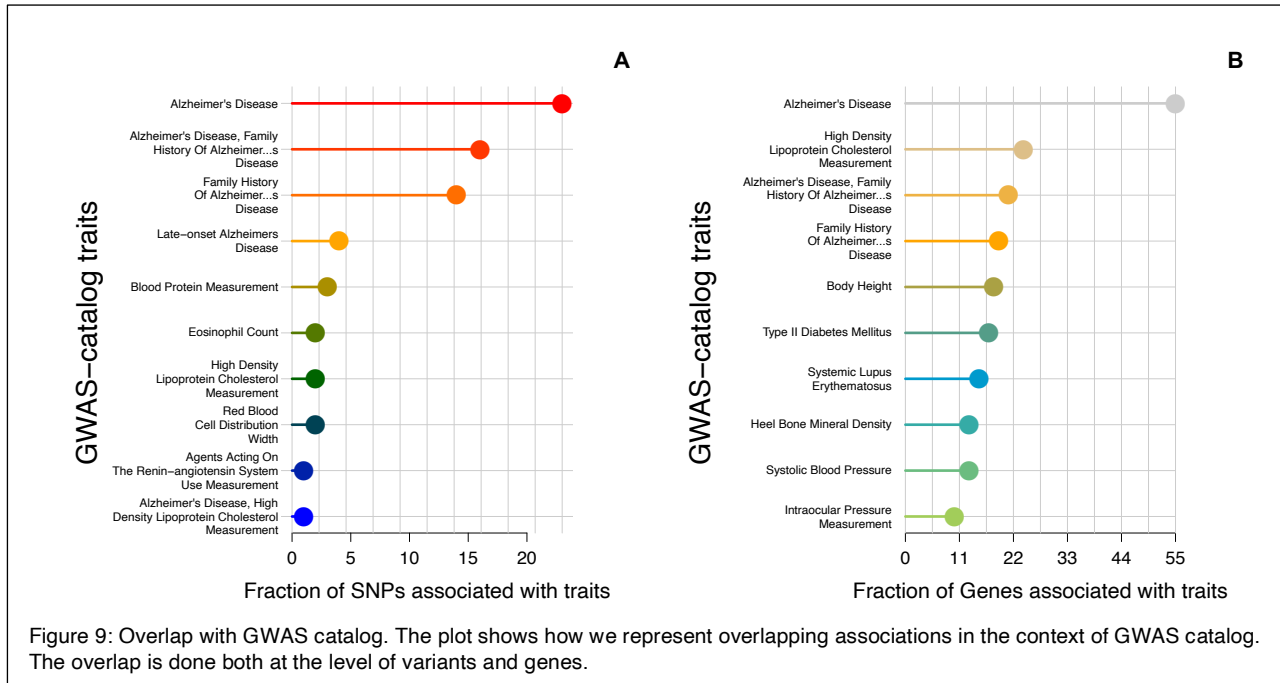 A
GWAS−catalog traits
Alzheimer's Disease
Alzheimer's Disease, Family
History Of Alzheimer...s
Disease
Family History
Of Alzheimer...s
Disease
Late−onset Alzheimers
Disease
Blood Protein Measurement
Eosinophil Count
High Density
Lipoprotein Cholesterol
Measurement
Red Blood
Cell Distribution
Width
Agents Acting On
The Renin−angiotensin System
Use Measurement
Alzheimer's Disease, High
Density Lipoprotein Cholesterol
Measurement
0 5 10 15 20
Fraction of SNPs associated with traits
B
GWAS−catalog traits
Alzheimer's Disease
High Density
Lipoprotein Cholesterol
Measurement
Alzheimer's Disease, Family
History Of Alzheimer...s
Disease
Family History
Of Alzheimer...s
Disease
Body Height
Type II Diabetes Mellitus
Systemic Lupus
Erythematosus
Heel Bone Mineral Density
Systolic Blood Pressure
Intraocular Pressure
Measurement
0 11 22 33 44 55
Fraction of Genes associated with traits
Figure 9: Overlap with GWAS catalog. The plot shows how we represent overlapping associations in the context of GWAS catalog.
The overlap is done both at the level of variants and genes.